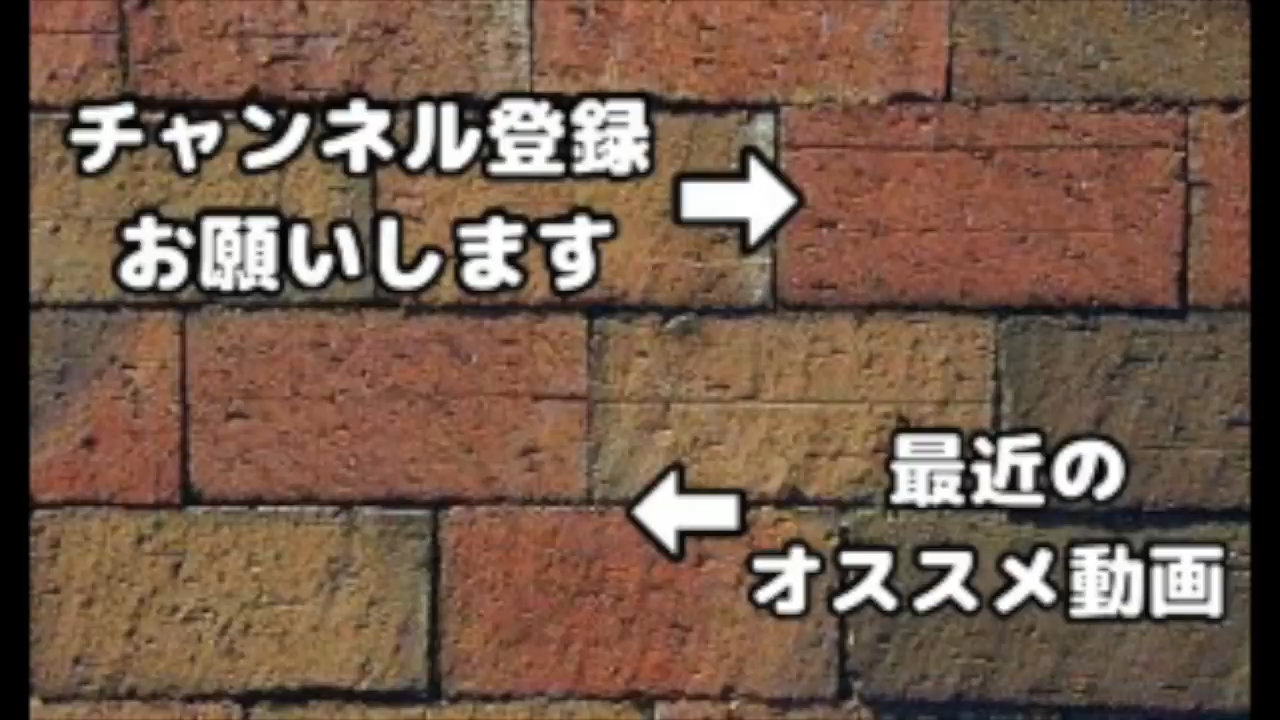 チャンネル登録
お願いします
最近の
オススメ動画